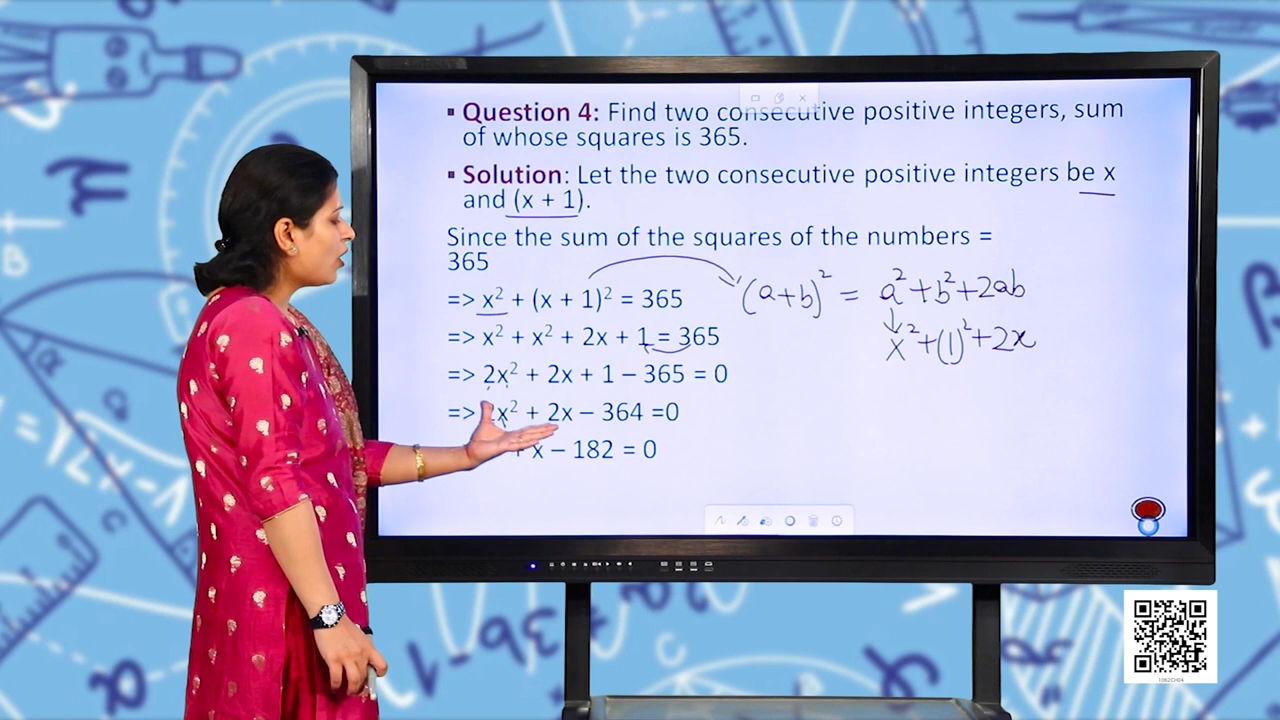 ▪ Question 4: Find two consecutive positive integers, sum
of whose squares is 365.
▪ Solution: Let the two consecutive positive integers be x
and (x + 1).
Since the sum of the squares of the numbers =
365
=> x² + (x + 1)² = 365
(a+b)² = a²+b²+2ab
=> x² + x² + 2x + 1 = 365
x²+(1)²+2x
=> 2x² + 2x + 1 – 365 = 0
=> 2x² + 2x – 364 =0
+ x – 182 = 0
1062CH04